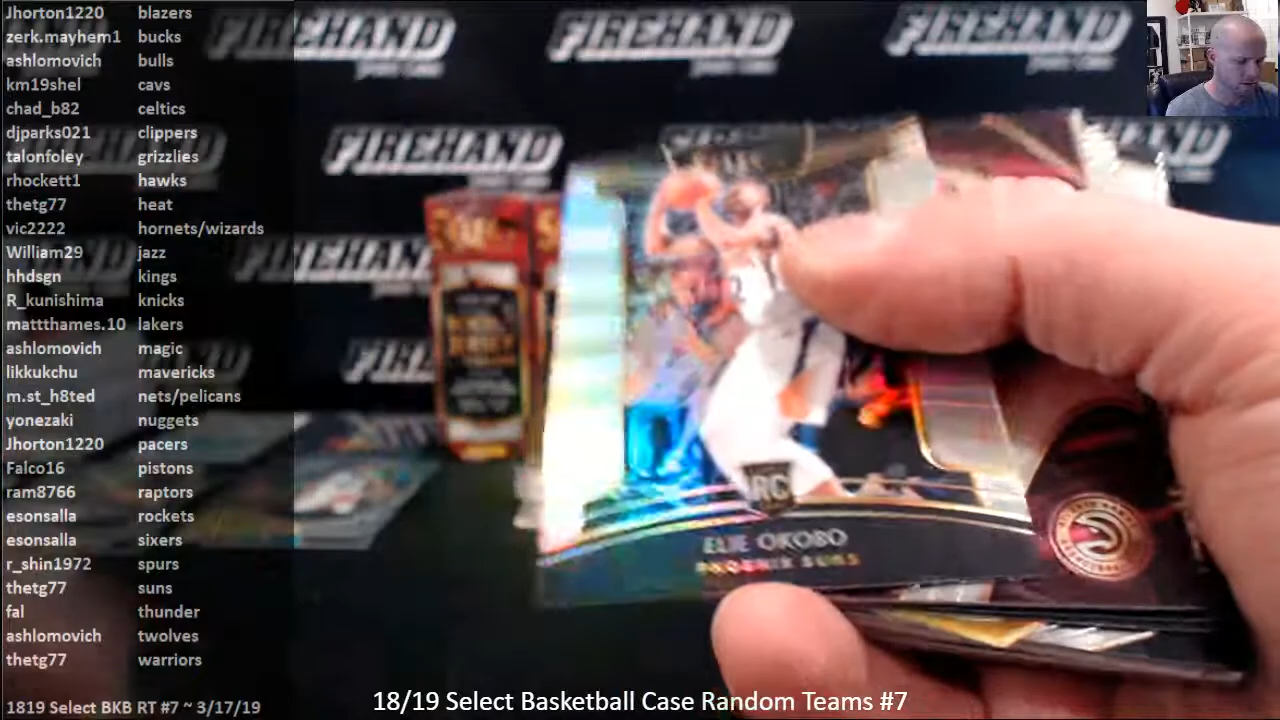 Jhorton1220 blazers
zerk.mayhem1 bucks
ashlomovich bulls
km19shel cavs
chad_b82 celtics
djparks021 clippers
talonfoley grizzlies
rhockett1 hawks
thetg77 heat
vic2222 hornets/wizards
William29 jazz
hhdsgn kings
R_kunishima knicks
mattthames.10 lakers
ashlomovich magic
likkukchu mavericks
m.st_h8ted nets/pelicans
yonezaki nuggets
Jhorton1220 pacers
Falco16 pistons
ram8766 raptors
esonsalla rockets
esonsalla sixers
r_shin1972 spurs
thetg77 suns
fal thunder
ashlomovich twolves
thetg77 warriors
1819 Select BKB RT #7 ~ 3/17/19
FIREHAND
FIREHAND
FIREHAND
FIREHAND
RC
ELIE OKOBO
PHOENIX SUNS
18/19 Select Basketball Case Random Teams #7